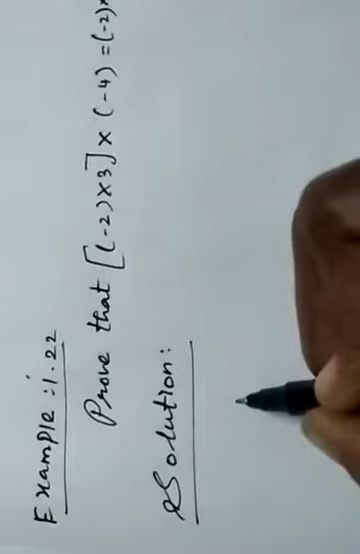 Example : 1.22
Prove that [(-2)×3]×(-4) = (-2)×
Solution :